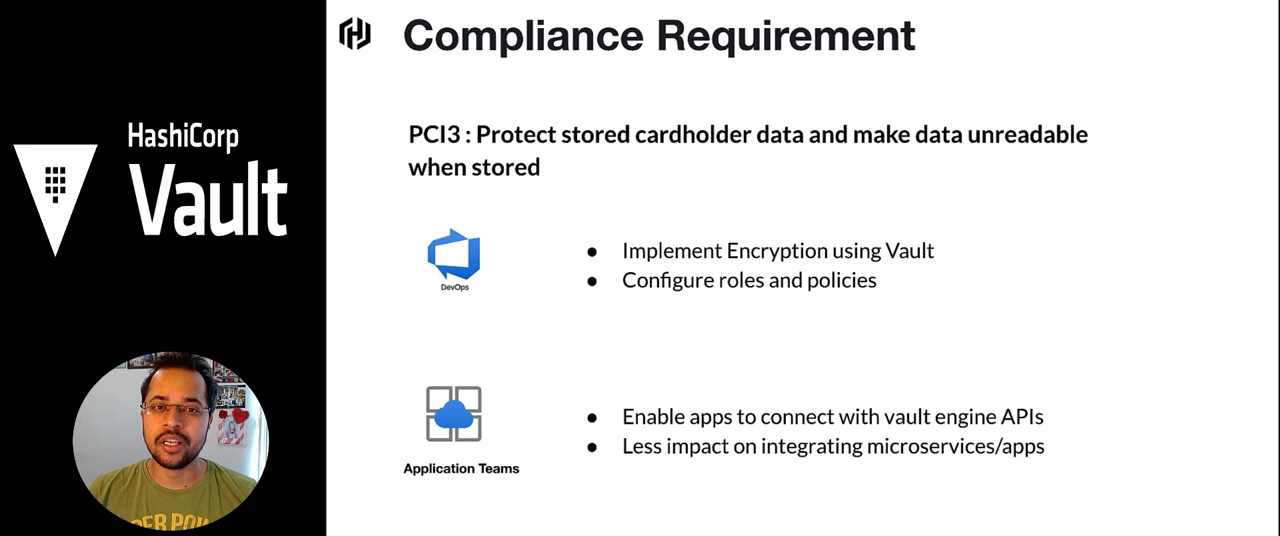 HashiCorp
Vault
Compliance Requirement
PCI3 : Protect stored cardholder data and make data unreadable
when stored
DevOps
● Implement Encryption using Vault
● Configure roles and policies
Application Teams
● Enable apps to connect with vault engine APIs
● Less impact on integrating microservices/apps